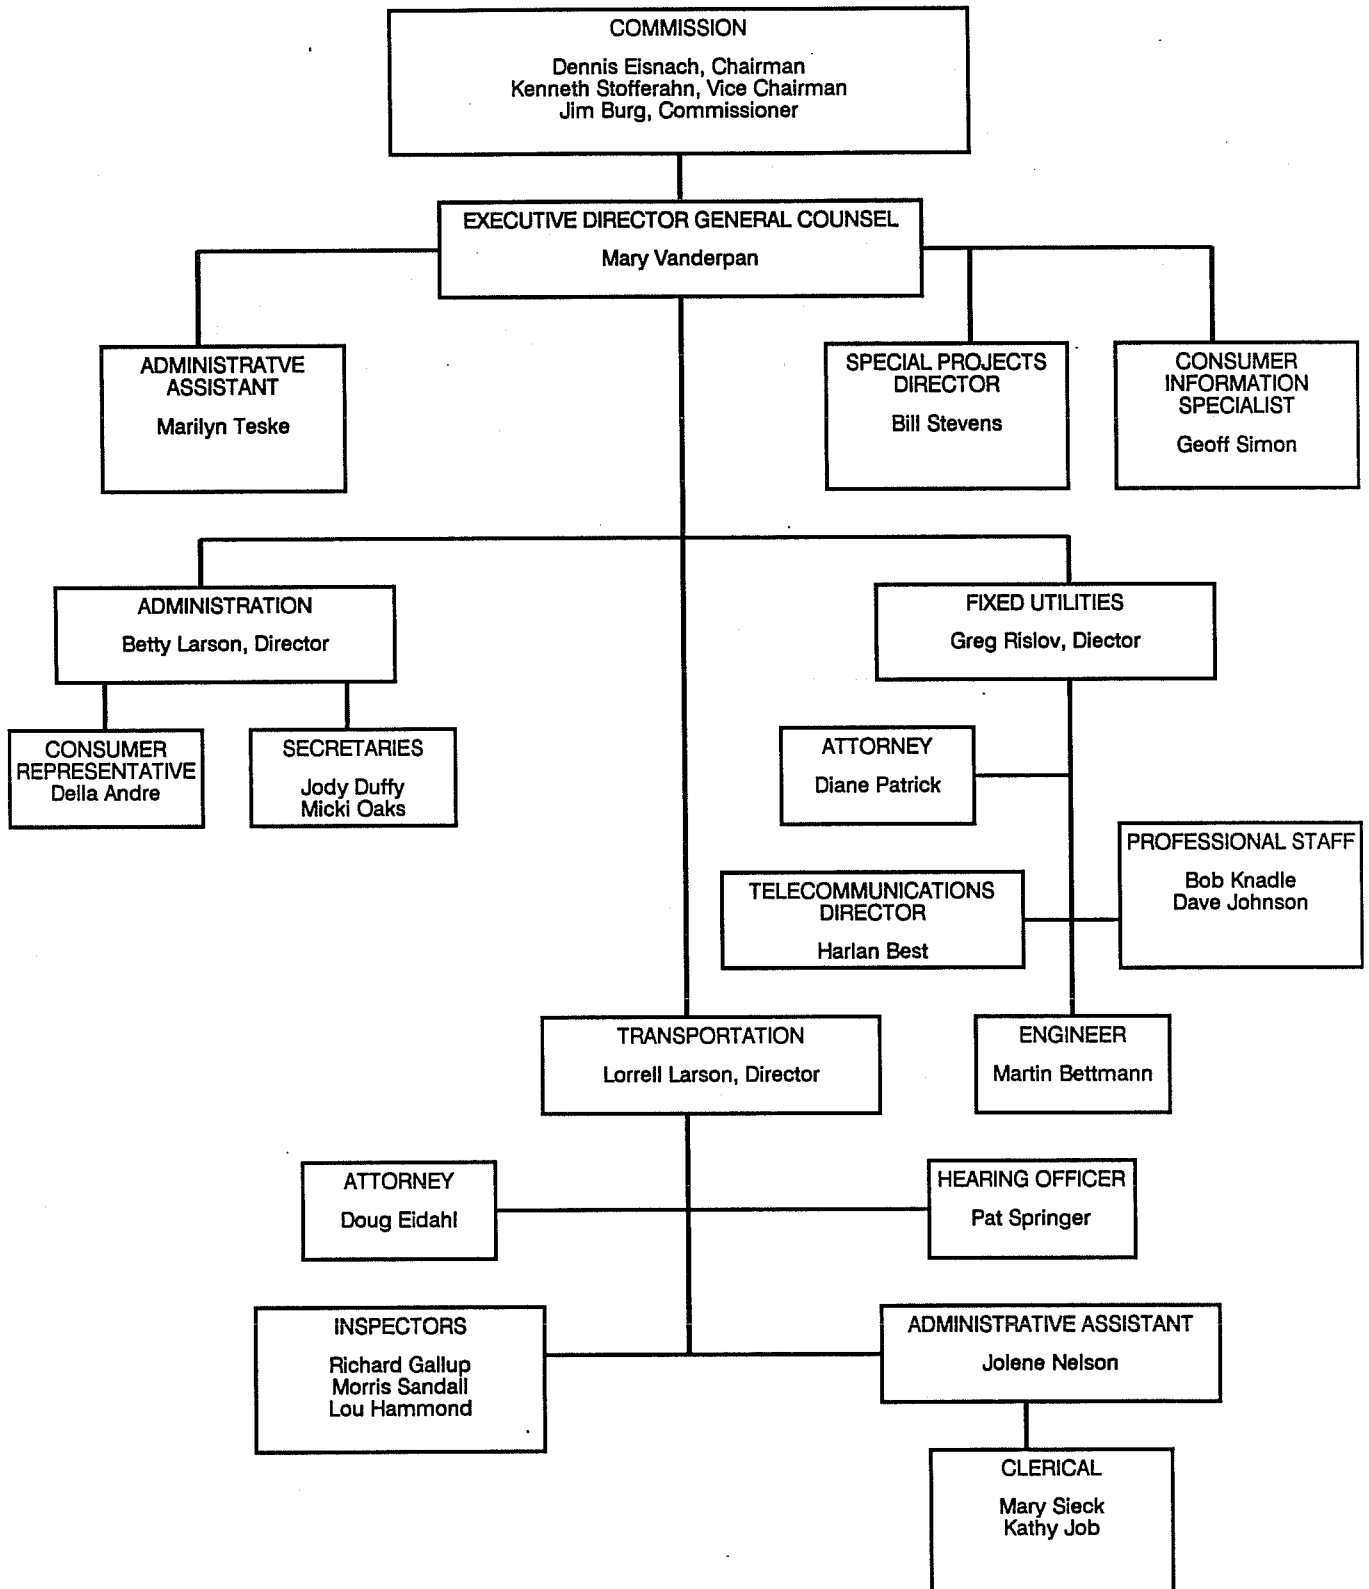 COMMISSION
Dennis Eisnach, Chairman
Kenneth Stofferahn, Vice Chairman
Jim Burg, Commissioner
EXECUTIVE DIRECTOR GENERAL COUNSEL
Mary Vanderpan
ADMINISTRATVE
ASSISTANT
Marilyn Teske
SPECIAL PROJECTS
DIRECTOR
Bill Stevens
CONSUMER
INFORMATION
SPECIALIST
Geoff Simon
ADMINISTRATION
Betty Larson, Director
FIXED UTILITIES
Greg Rislov, Diector
CONSUMER
REPRESENTATIVE
Della Andre
SECRETARIES
Jody Duffy
Micki Oaks
ATTORNEY
Diane Patrick
PROFESSIONAL STAFF
Bob Knadle
Dave Johnson
TELECOMMUNICATIONS
DIRECTOR
Harlan Best
TRANSPORTATION
Lorrell Larson, Director
ENGINEER
Martin Bettmann
ATTORNEY
Doug Eidahl
HEARING OFFICER
Pat Springer
INSPECTORS
Richard Gallup
Morris Sandall
Lou Hammond
ADMINISTRATIVE ASSISTANT
Jolene Nelson
CLERICAL
Mary Sieck
Kathy Job